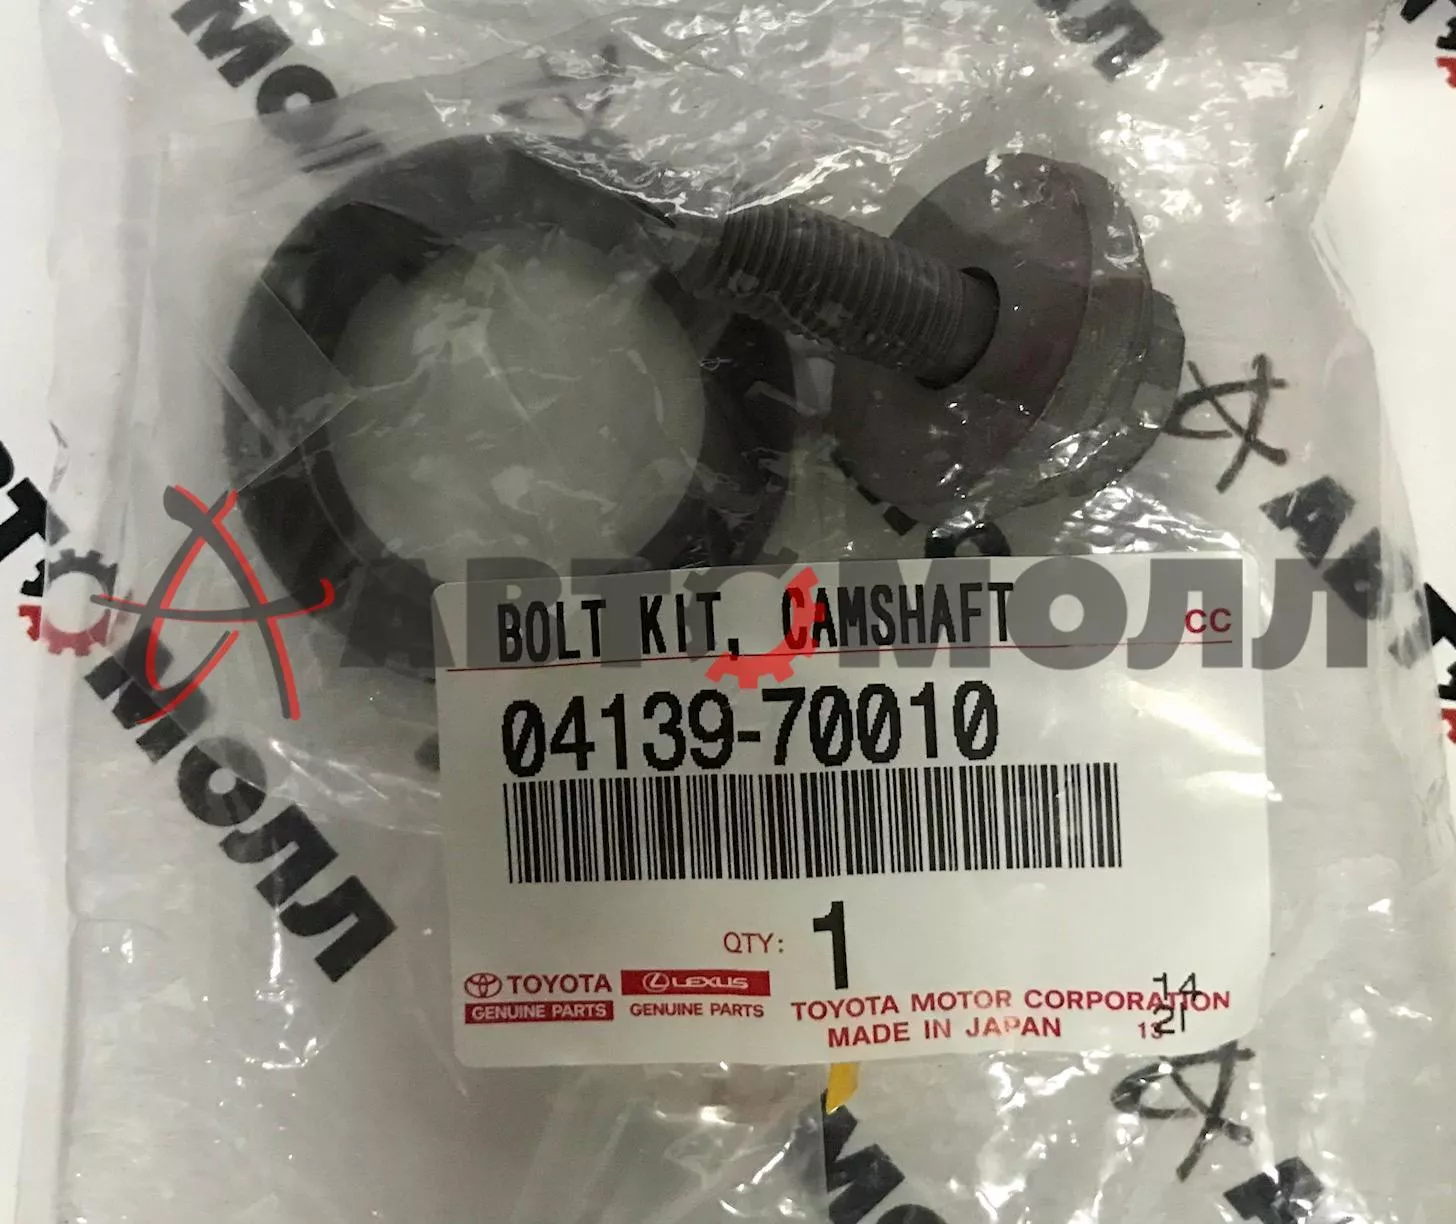 АВТОМОЛЛ
BOLT KIT, CAMSHAFT
CC
04139-70010
QTY: 1
TOYOTA
GENUINE PARTS
LEXUS
GENUINE PARTS
TOYOTA MOTOR CORPORATION
MADE IN JAPAN
14
21
МОЛЛ